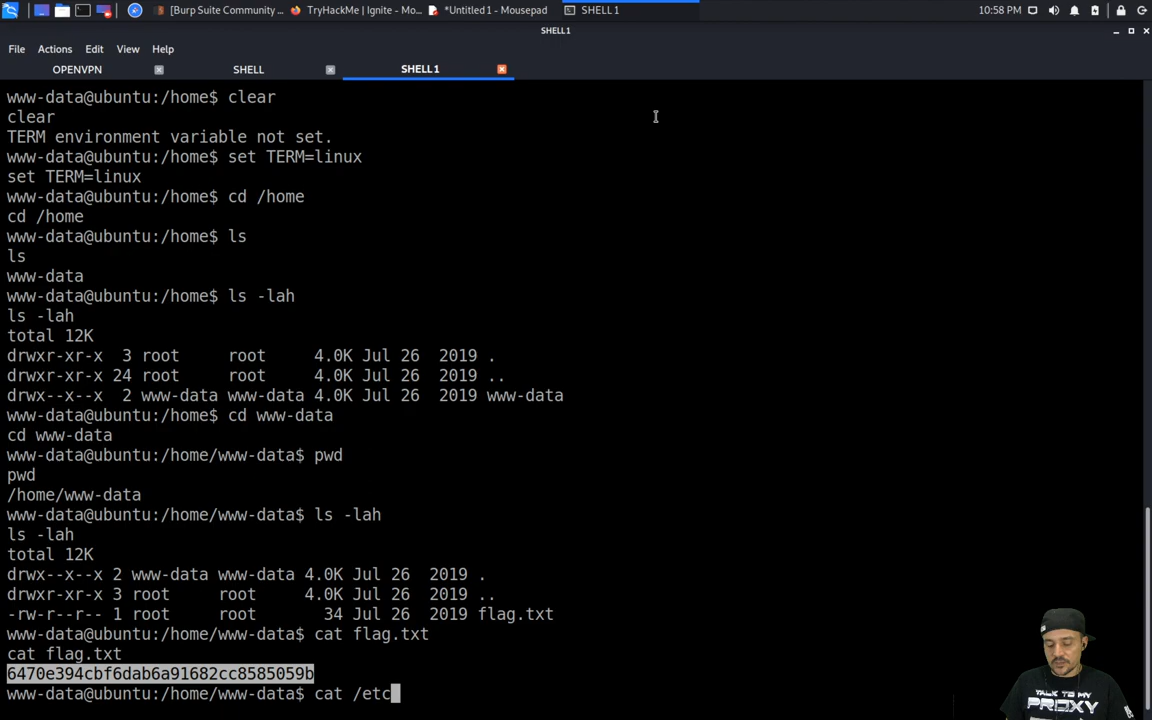 [Burp Suite Community ...
TryHackMe | Ignite - Mo...
*Untitled 1 - Mousepad
SHELL1
10:58 PM
SHELL1
File Actions Edit View Help
OPENVPN
SHELL
SHELL1
www-data@ubuntu:/home$ clear
clear
TERM environment variable not set.
www-data@ubuntu:/home$ set TERM=linux
set TERM=linux
www-data@ubuntu:/home$ cd /home
cd /home
www-data@ubuntu:/home$ ls
ls
www-data
www-data@ubuntu:/home$ ls -lah
ls -lah
total 12K
drwxr-xr-x  3 root     root     4.0K Jul 26  2019 .
drwxr-xr-x 24 root     root     4.0K Jul 26  2019 ..
drwx--x--x  2 www-data www-data 4.0K Jul 26  2019 www-data
www-data@ubuntu:/home$ cd www-data
cd www-data
www-data@ubuntu:/home/www-data$ pwd
pwd
/home/www-data
www-data@ubuntu:/home/www-data$ ls -lah
ls -lah
total 12K
drwx--x--x 2 www-data www-data 4.0K Jul 26  2019 .
drwxr-xr-x 3 root     root     4.0K Jul 26  2019 ..
-rw-r--r-- 1 root     root       34 Jul 26  2019 flag.txt
www-data@ubuntu:/home/www-data$ cat flag.txt
cat flag.txt
6470e394cbf6dab6a91682cc8585059b
www-data@ubuntu:/home/www-data$ cat /etc
TALK TO MY
PROXY